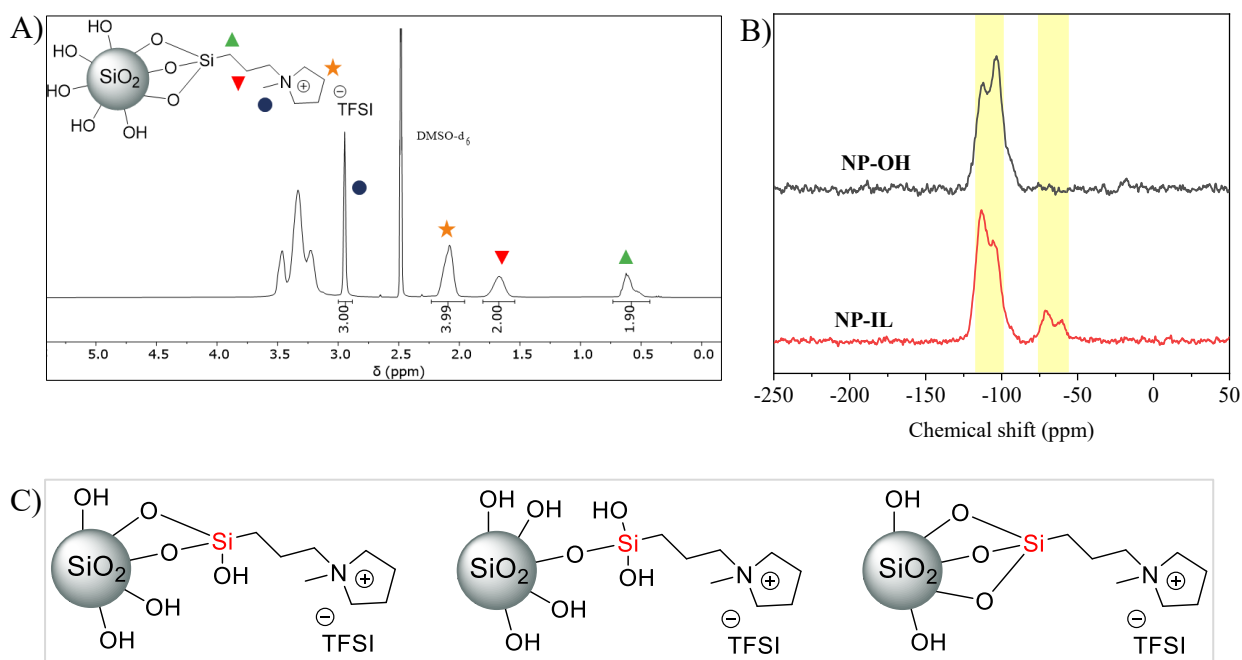 A)
HO
HO
HO
HO
HO
OH
SiO2
O
O
O
Si
N
⊕
⊖
TFSI
DMSO-d6
3.00
3.99
2.00
1.90
5.0 4.5 4.0 3.5 3.0 2.5 2.0 1.5 1.0 0.5 0.0
δ (ppm)
B)
NP-OH
NP-IL
-250 -200 -150 -100 -50 0 50
Chemical shift (ppm)
C)
OH
O
SiO2
O
Si
OH
OH
OH
N
⊕
⊖
TFSI
OH
OH
HO
SiO2
O
Si
OH
OH
OH
N
⊕
⊖
TFSI
OH
O
SiO2
O
Si
O
OH
N
⊕
⊖
TFSI